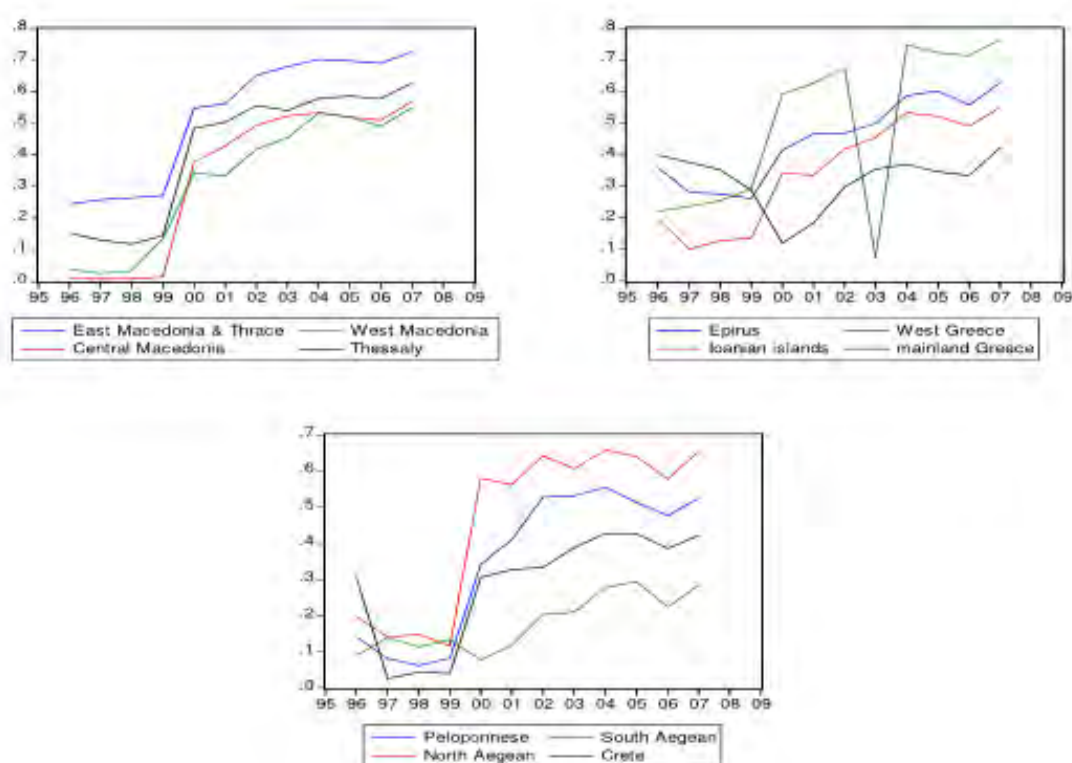 .8
.7
.6
.5
.4
.3
.2
.1
.0
95 96 97 98 99 00 01 02 03 04 05 06 07 08 09
East Macedonia & Thrace West Macedonia
Central Macedonia Thessaly
.8
.7
.6
.5
.4
.3
.2
.1
.0
95 96 97 98 99 00 01 02 03 04 05 06 07 08 09
Epirus West Greece
Ioanian islands mainland Greece
.7
.6
.5
.4
.3
.2
.1
.0
95 96 97 98 99 00 01 02 03 04 05 06 07 08 09
Peloponnese South Aegean
North Aegean Crete